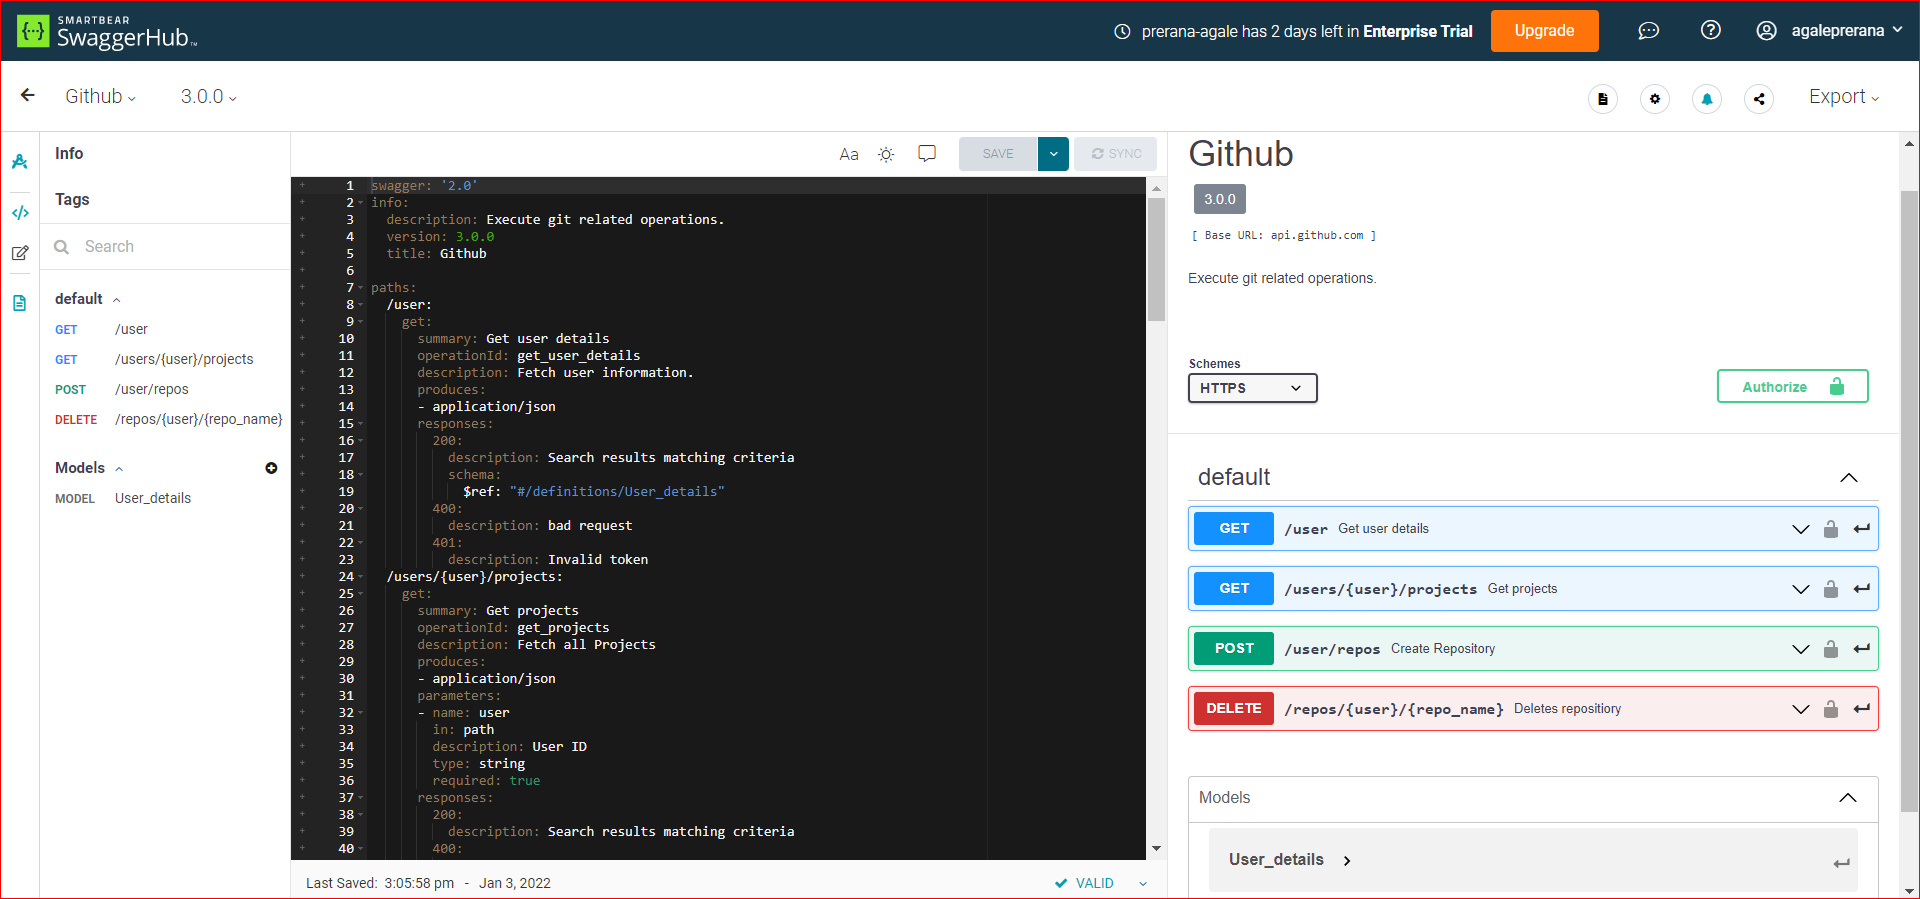 SMARTBEAR
SwaggerHub™
prerana-agale has 2 days left in Enterprise Trial
Upgrade
agaleprerana
Github
3.0.0
Export
Info
Tags
Search
default
GET /user
GET /users/{user}/projects
POST /user/repos
DELETE /repos/{user}/{repo_name}
Models
MODEL User_details
Aa
SAVE
SYNC
1 swagger: '2.0'
2 info:
3 description: Execute git related operations.
4 version: 3.0.0
5 title: Github
6
7 paths:
8 /user:
9 get:
10 summary: Get user details
11 operationId: get_user_details
12 description: Fetch user information.
13 produces:
14 - application/json
15 responses:
16 200:
17 description: Search results matching criteria
18 schema:
19 $ref: "#/definitions/User_details"
20 400:
21 description: bad request
22 401:
23 description: Invalid token
24 /users/{user}/projects:
25 get:
26 summary: Get projects
27 operationId: get_projects
28 description: Fetch all Projects
29 produces:
30 - application/json
31 parameters:
32 - name: user
33 in: path
34 description: User ID
35 type: string
36 required: true
37 responses:
38 200:
39 description: Search results matching criteria
40 400:
Last Saved: 3:05:58 pm - Jan 3, 2022
VALID
Github
3.0.0
[ Base URL: api.github.com ]
Execute git related operations.
Schemes
HTTPS
Authorize
default
GET /user Get user details
GET /users/{user}/projects Get projects
POST /user/repos Create Repository
DELETE /repos/{user}/{repo_name} Deletes repositiory
Models
User_details